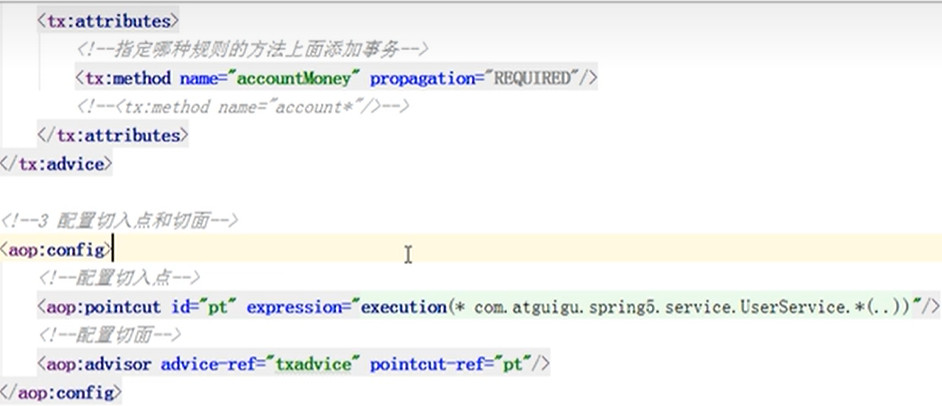 <tx:attributes>
<!--指定哪种规则的方法上面添加事务-->
<tx:method name="accountMoney" propagation="REQUIRED"/>
<!--<tx:method name="account*"/>-->
</tx:attributes>
</tx:advice>
<!--3 配置切入点和切面-->
<aop:config>
<!--配置切入点-->
<aop:pointcut id="pt" expression="execution(* com.atguigu.spring5.service.UserService.*(..))"/>
<!--配置切面-->
<aop:advisor advice-ref="txadvice" pointcut-ref="pt"/>
</aop:config>